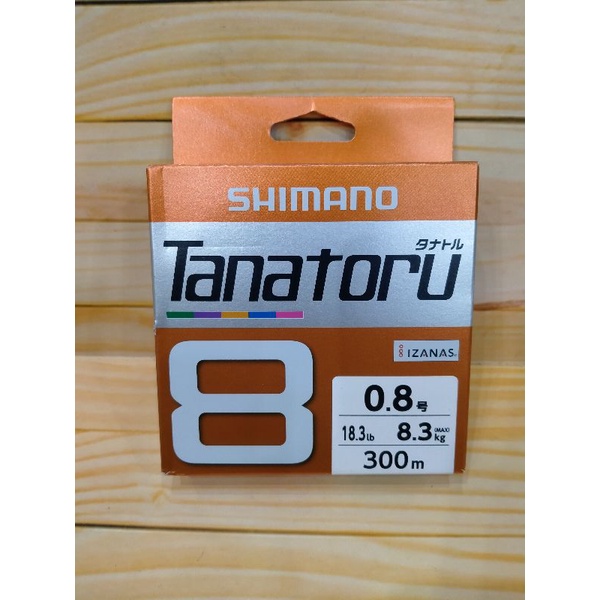 SHIMANO
タナトル
Tanatoru
8
IZANAS
0.8号
18.3lb 8.3(MAX)kg
300m